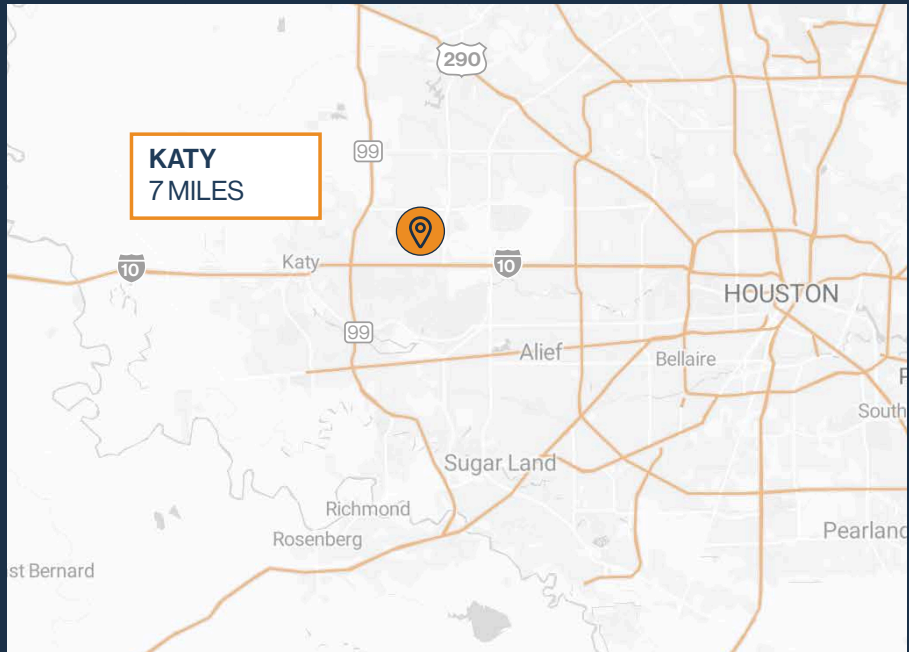 290
99
KATY
7 MILES
Katy
10
10
HOUSTON
99
Alief
Bellaire
South
Sugar Land
Richmond
Rosenberg
Pearland
st Bernard